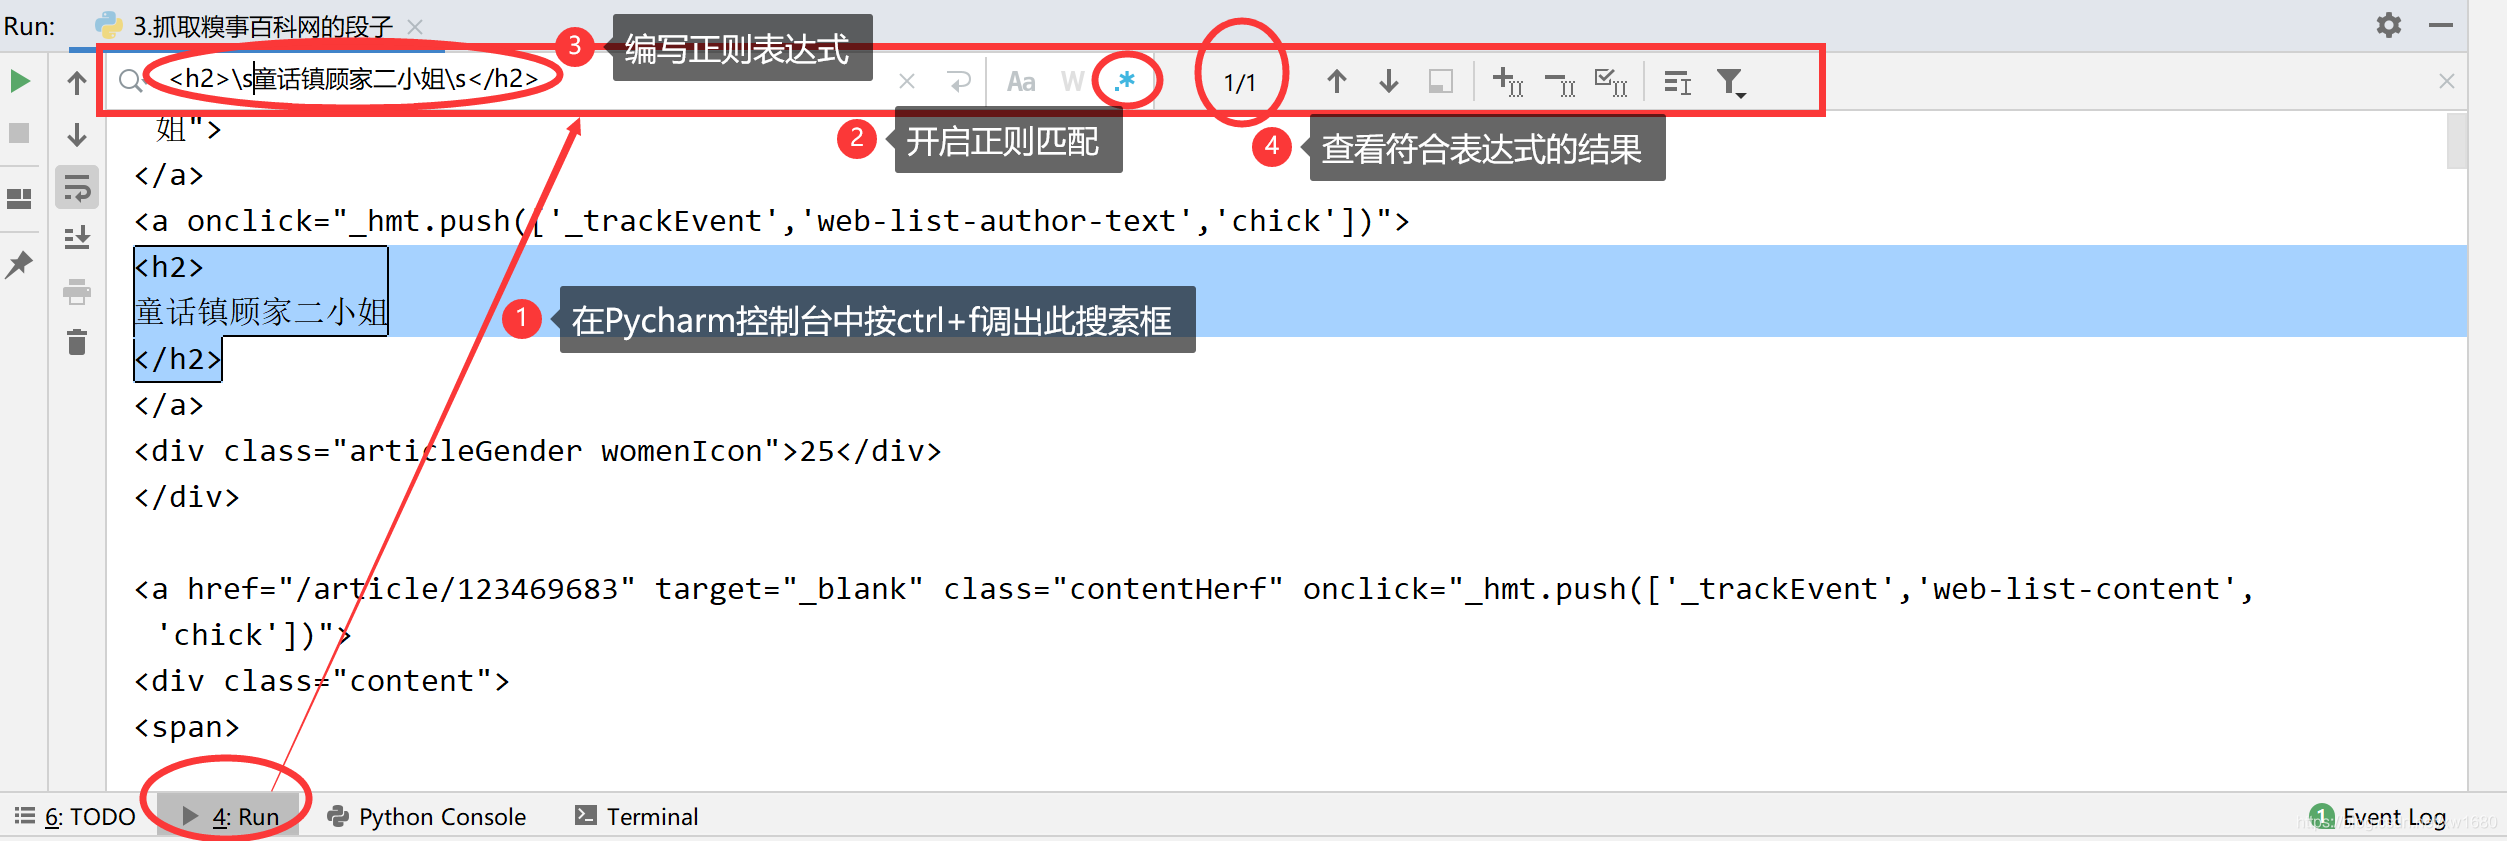 Run: 3.抓取糗事百科网的段子
3 编写正则表达式
<h2>\s童话镇顾家二小姐\s</h2> Aa W .* 1/1
2 开启正则匹配
4 查看符合表达式的结果
姐">
</a>
<a onclick="_hmt.push(['_trackEvent','web-list-author-text','chick'])">
<h2>
童话镇顾家二小姐
1 在Pycharm控制台中按ctrl+f调出此搜索框
</h2>
</a>
<div class="articleGender womenIcon">25</div>
</div>
<a href="/article/123469683" target="_blank" class="contentHerf" onclick="_hmt.push(['_trackEvent','web-list-content',
'chick'])">
<div class="content">
<span>
6: TODO 4: Run Python Console Terminal 1 Event Log